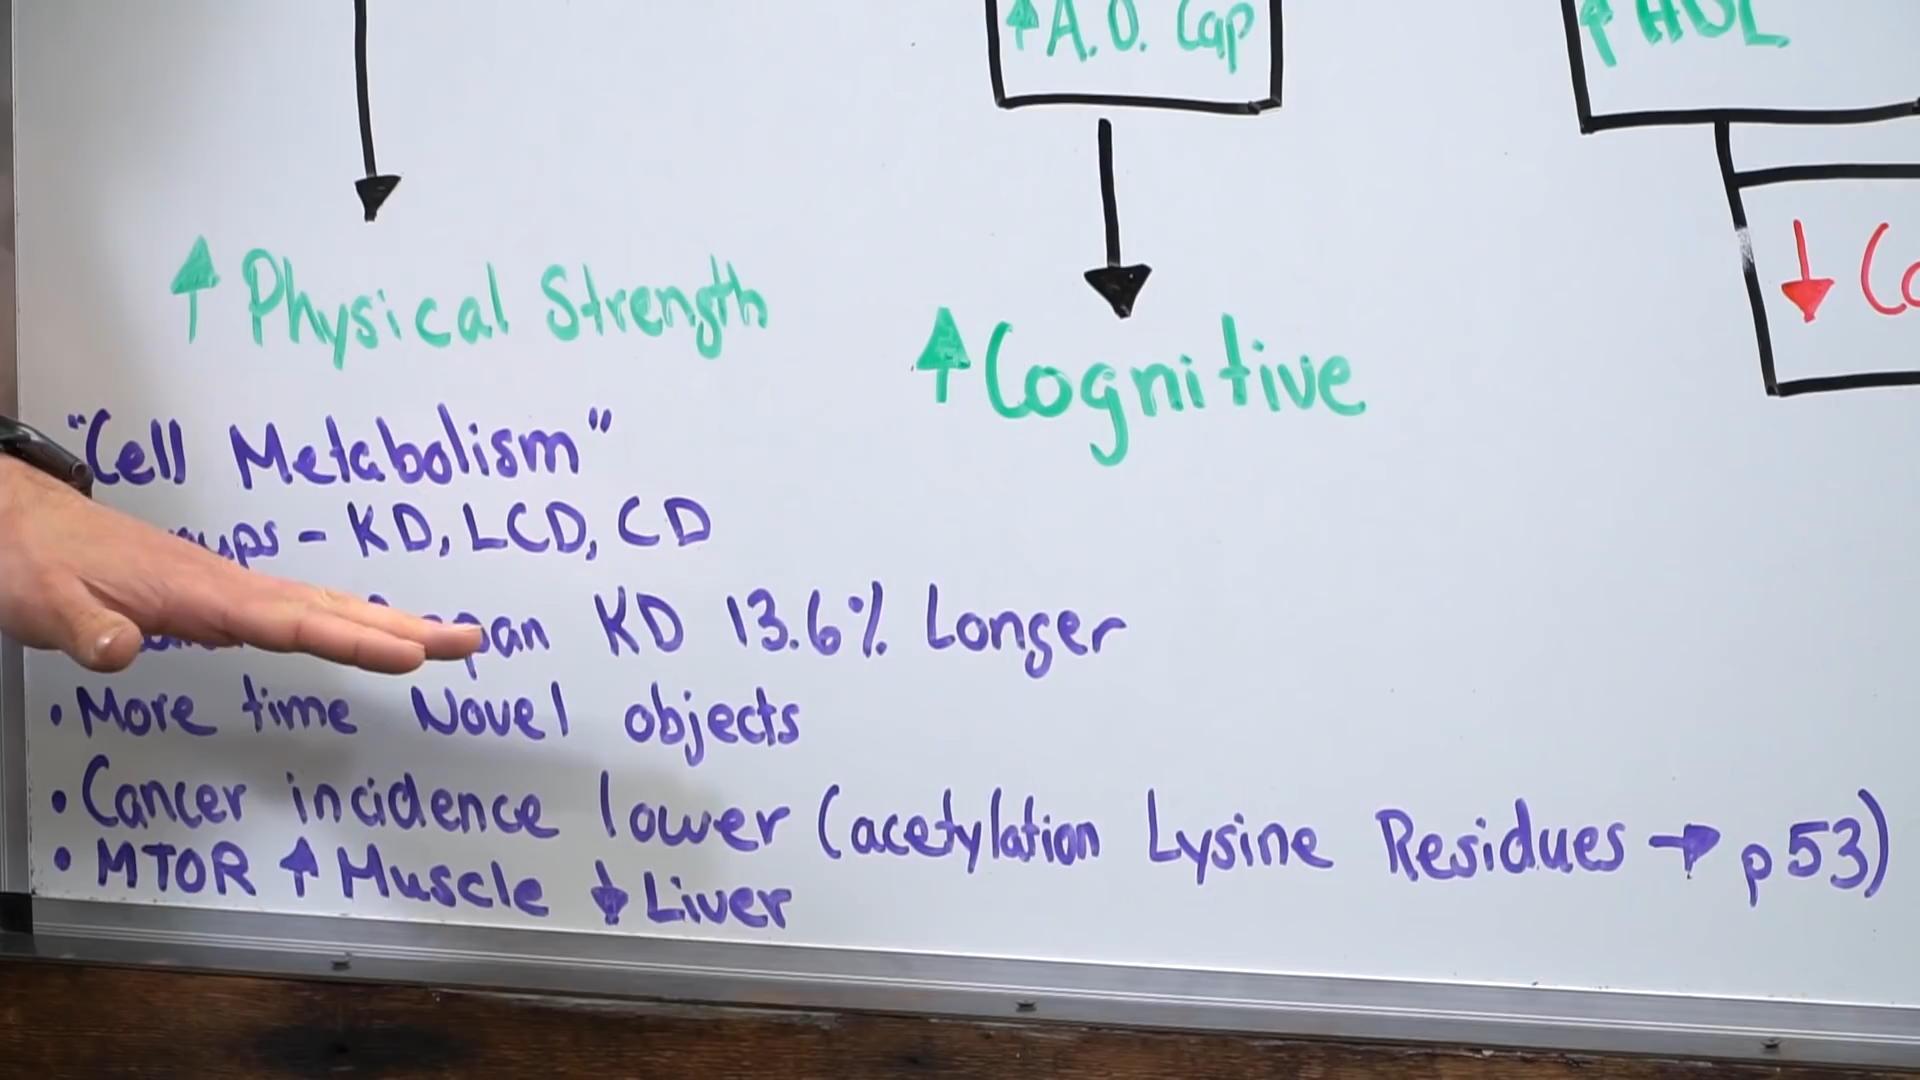 A.O. Cap
HDL
Physical Strength
Cognitive
"Cell Metabolism"
- KD, LCD, CD
KD 13.6% Longer
• More time Novel objects
• Cancer incidence lower (acetylation Lysine Residues → p53)
• MTOR ↑ Muscle ↓ Liver